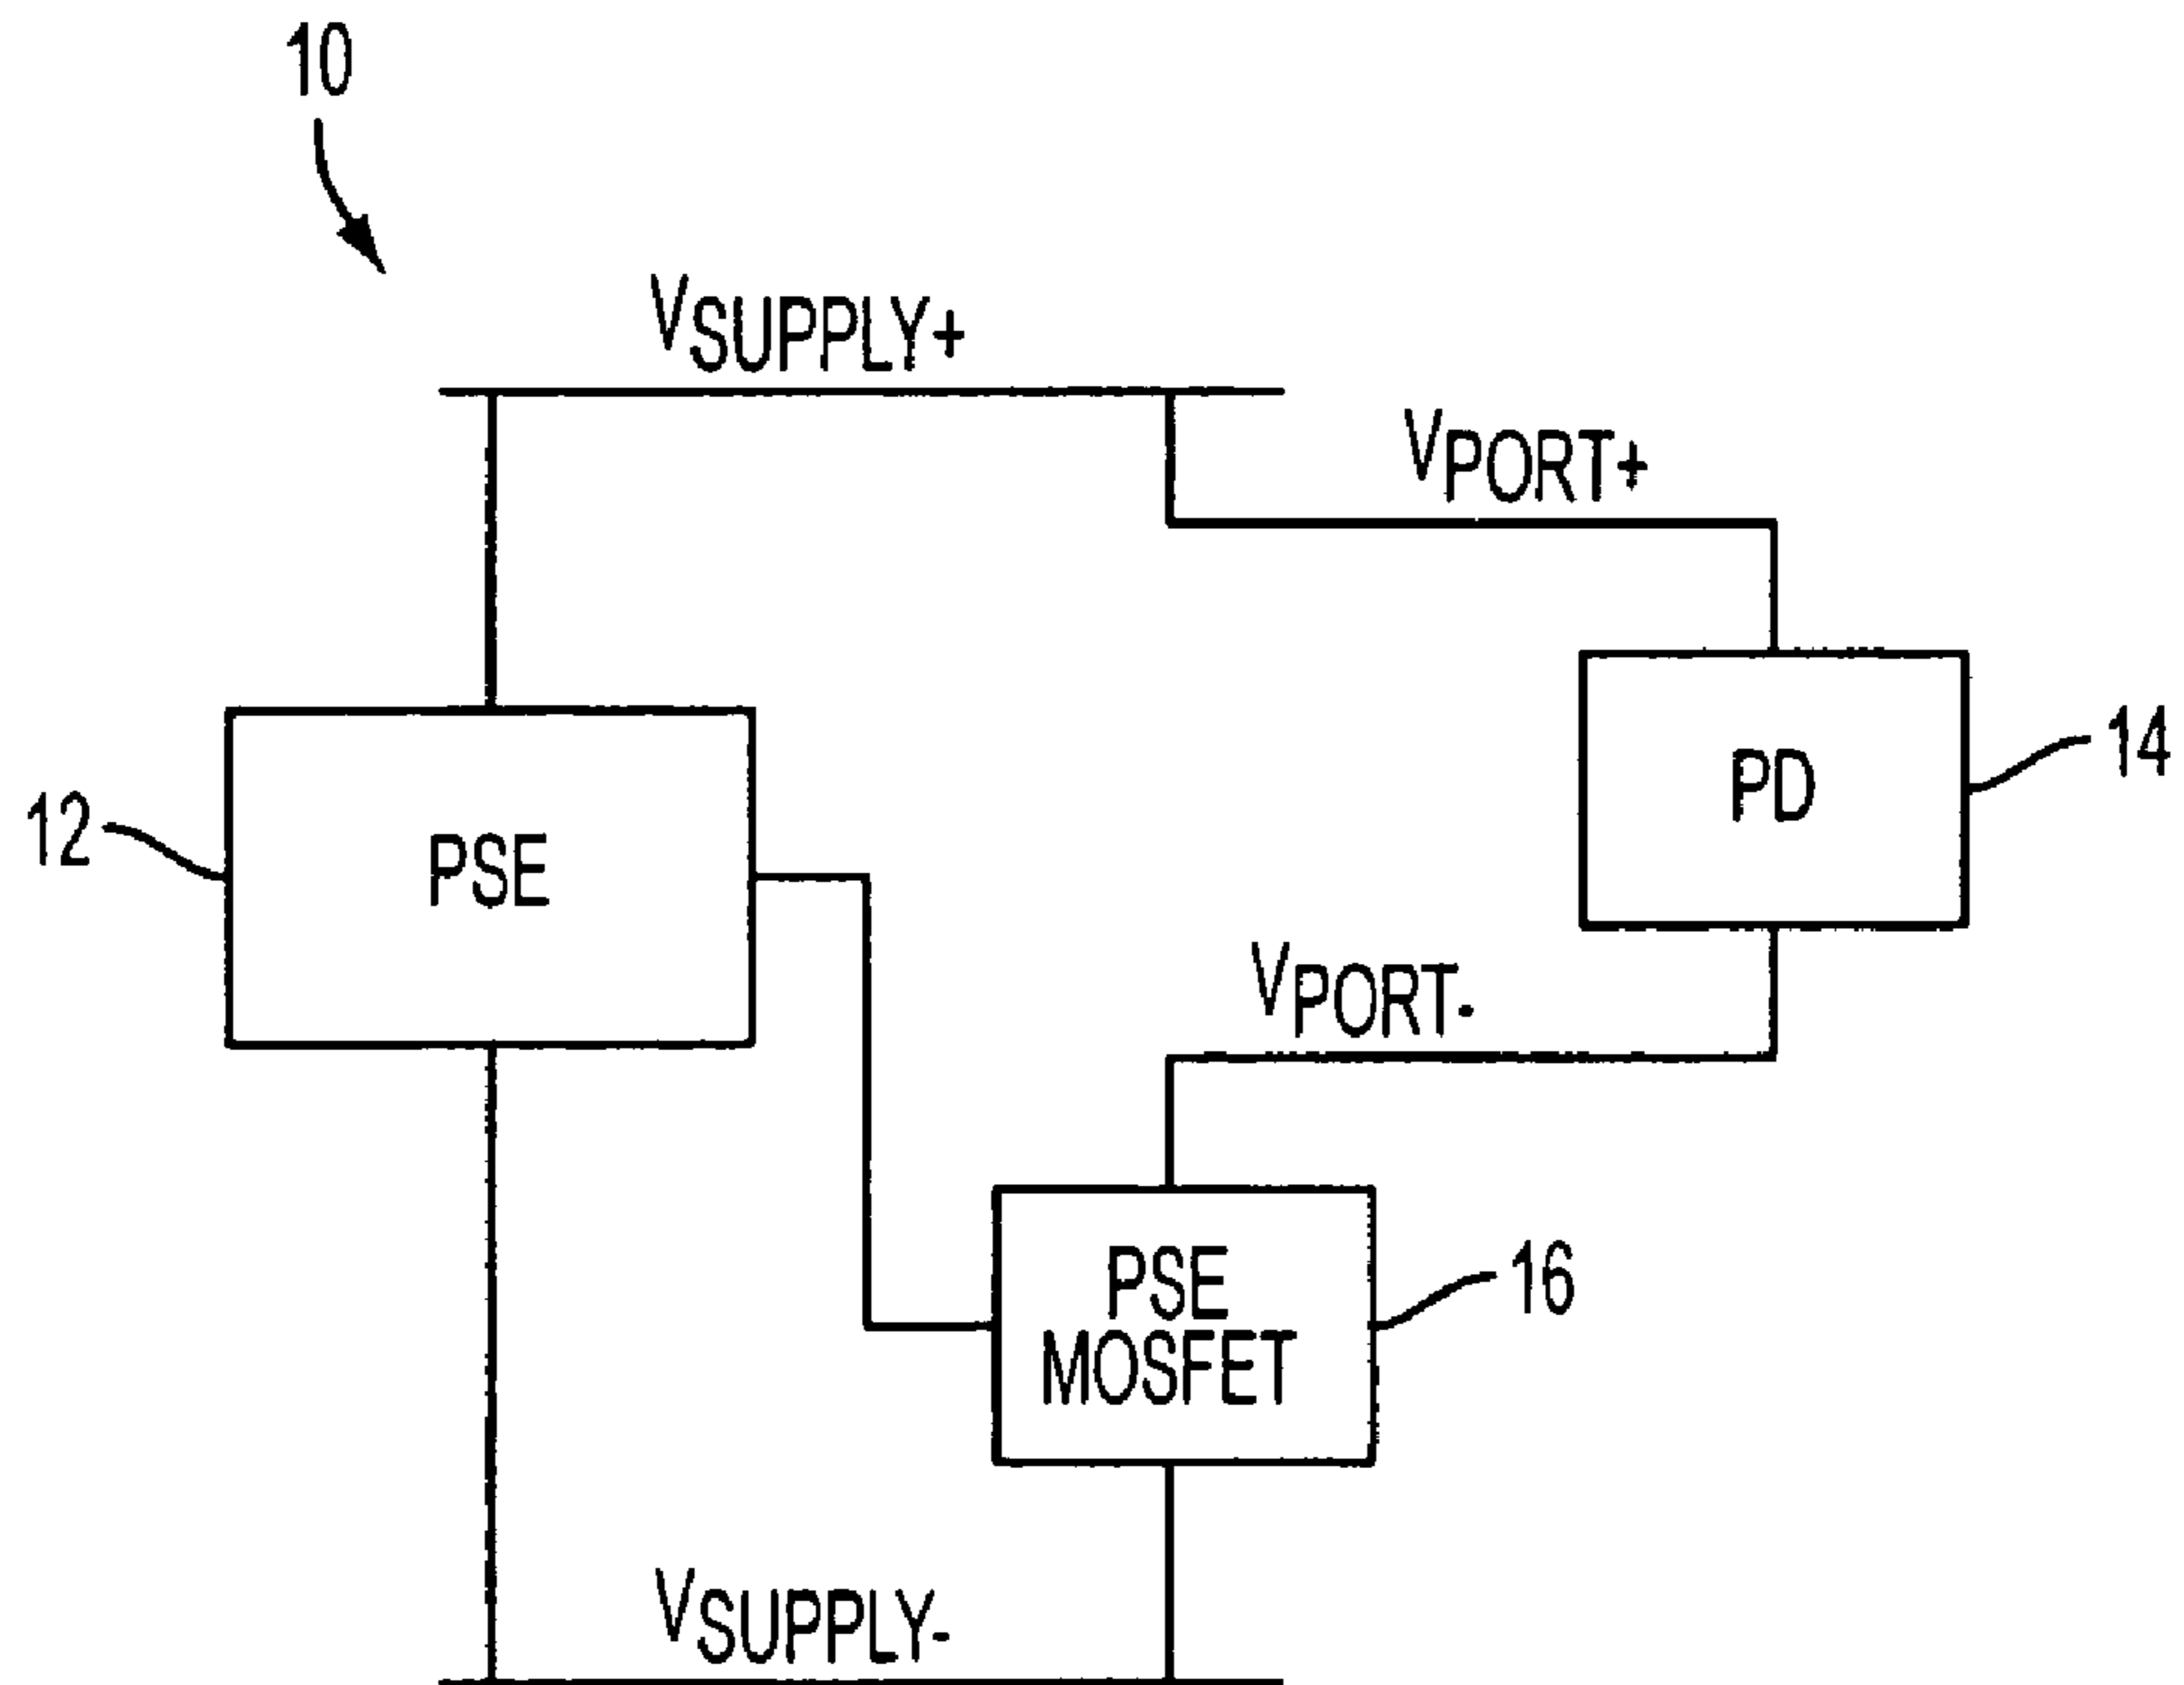 10
VSUPPLY+
VPORT+
14
PD
12
PSE
VPORT-
PSE
MOSFET
16
VSUPPLY-